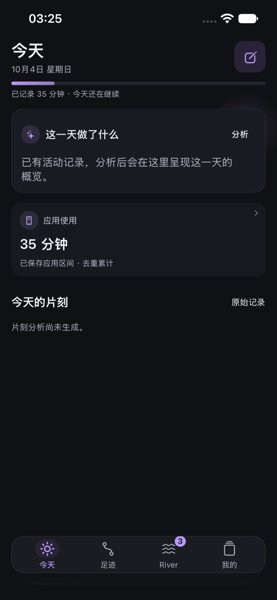 03:25
今天
10月4日 星期日
已记录 35 分钟 · 今天还在继续
这一天做了什么
分析
已有活动记录，分析后会在这里呈现这一天的
概览。
应用使用
35 分钟
已保存应用区间 · 去重累计
今天的片刻
原始记录
片刻分析尚未生成。
3
今天
足迹
River
我的